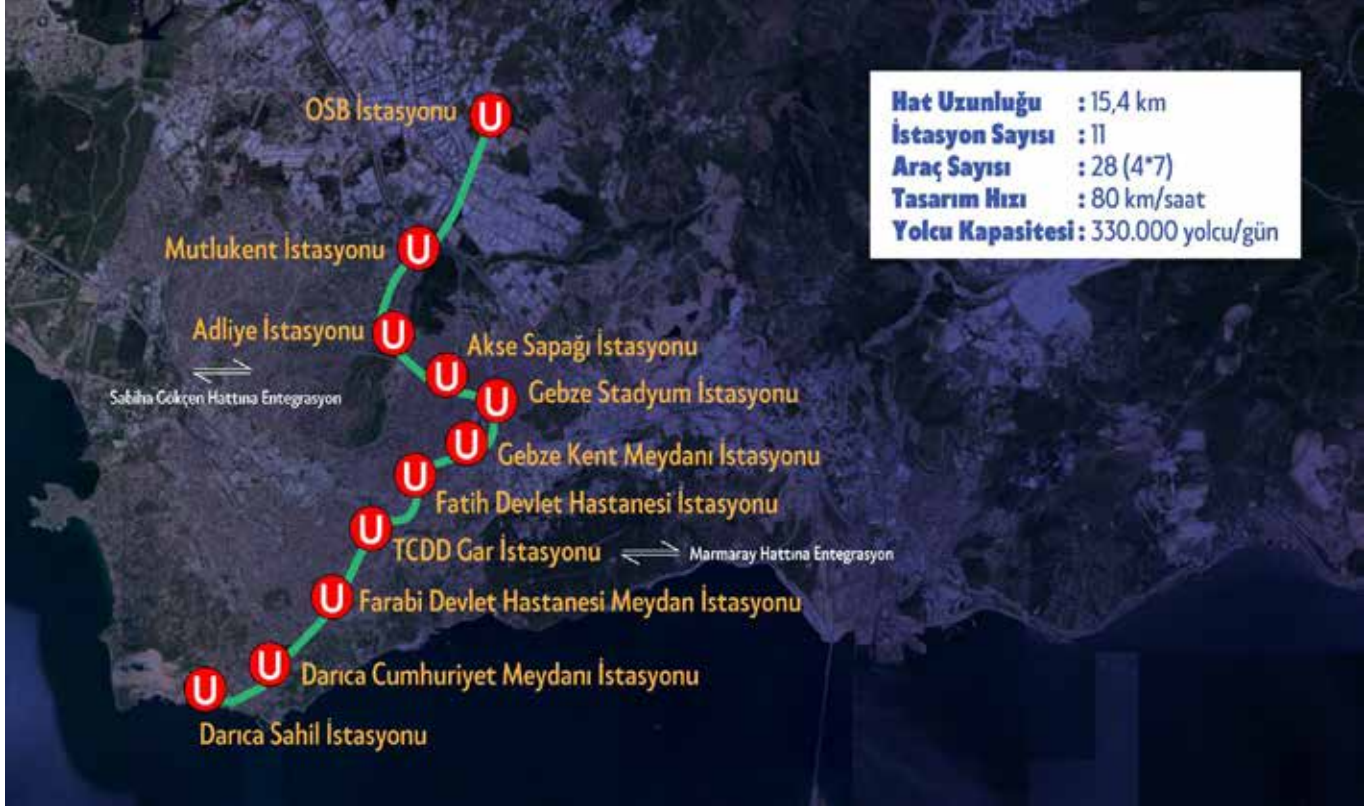 Hat Uzunluğu : 15,4 km
İstasyon Sayısı : 11
Araç Sayısı : 28 (4*7)
Tasarım Hızı : 80 km/saat
Yolcu Kapasitesi : 330.000 yolcu/gün
OSB İstasyonu U
Mutlukent İstasyonu U
Adliye İstasyonu U
Akse Sapağı İstasyonu U
Sabiha Gökçen Hattına Entegrasyon
Gebze Stadyum İstasyonu U
Gebze Kent Meydanı İstasyonu U
Fatih Devlet Hastanesi İstasyonu U
TCDD Gar İstasyonu U
Marmaray Hattına Entegrasyon
Farabi Devlet Hastanesi Meydan İstasyonu U
Darıca Cumhuriyet Meydanı İstasyonu U
Darıca Sahil İstasyonu U